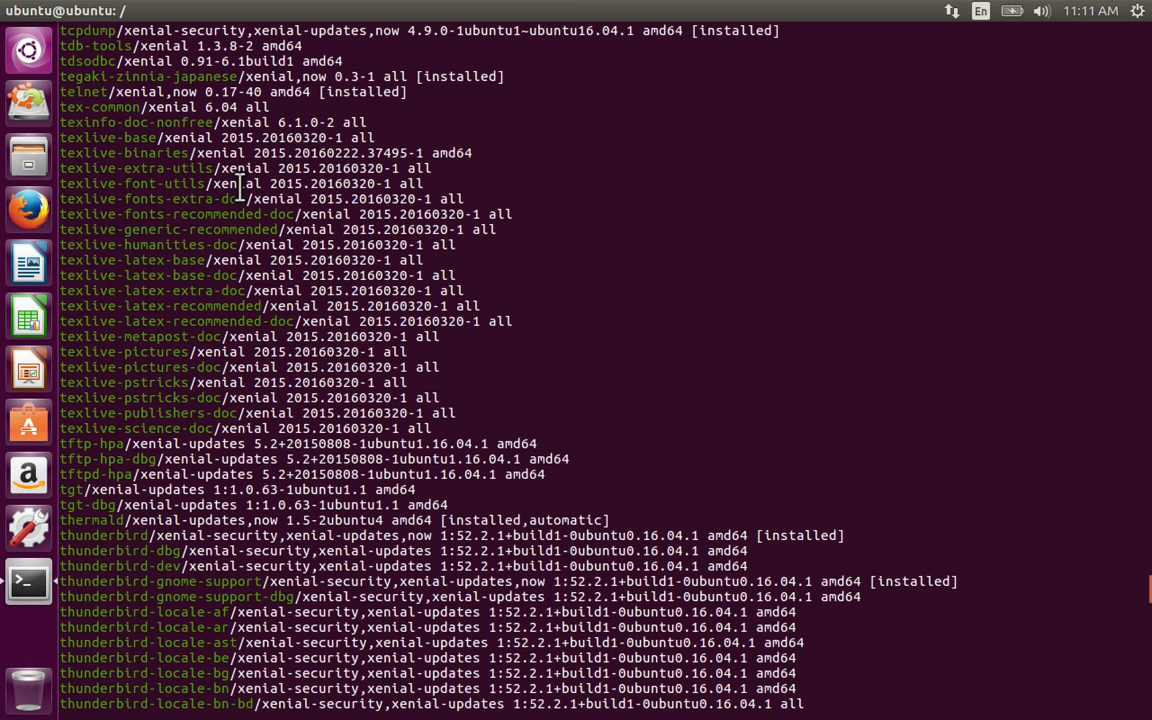 ubuntu@ubuntu: /
En
11:11 AM
tcpdump/xenial-security,xenial-updates,now 4.9.0-1ubuntu1~ubuntu16.04.1 amd64 [installed]
tdb-tools/xenial 1.3.8-2 amd64
tdsodbc/xenial 0.91-6.1build1 amd64
tegaki-zinnia-japanese/xenial,now 0.3-1 all [installed]
telnet/xenial,now 0.17-40 amd64 [installed]
tex-common/xenial 6.04 all
texinfo-doc-nonfree/xenial 6.1.0-2 all
texlive-base/xenial 2015.20160320-1 all
texlive-binaries/xenial 2015.20160222.37495-1 amd64
texlive-extra-utils/xenial 2015.20160320-1 all
texlive-font-utils/xenial 2015.20160320-1 all
texlive-fonts-extra-doc/xenial 2015.20160320-1 all
texlive-fonts-recommended-doc/xenial 2015.20160320-1 all
texlive-generic-recommended/xenial 2015.20160320-1 all
texlive-humanities-doc/xenial 2015.20160320-1 all
texlive-latex-base/xenial 2015.20160320-1 all
texlive-latex-base-doc/xenial 2015.20160320-1 all
texlive-latex-extra-doc/xenial 2015.20160320-1 all
texlive-latex-recommended/xenial 2015.20160320-1 all
texlive-latex-recommended-doc/xenial 2015.20160320-1 all
texlive-metapost-doc/xenial 2015.20160320-1 all
texlive-pictures/xenial 2015.20160320-1 all
texlive-pictures-doc/xenial 2015.20160320-1 all
texlive-pstricks/xenial 2015.20160320-1 all
texlive-pstricks-doc/xenial 2015.20160320-1 all
texlive-publishers-doc/xenial 2015.20160320-1 all
texlive-science-doc/xenial 2015.20160320-1 all
tftp-hpa/xenial-updates 5.2+20150808-1ubuntu1.16.04.1 amd64
tftp-hpa-dbg/xenial-updates 5.2+20150808-1ubuntu1.16.04.1 amd64
tftpd-hpa/xenial-updates 5.2+20150808-1ubuntu1.16.04.1 amd64
tgt/xenial-updates 1:1.0.63-1ubuntu1.1 amd64
tgt-dbg/xenial-updates 1:1.0.63-1ubuntu1.1 amd64
thermald/xenial-updates,now 1.5-2ubuntu4 amd64 [installed,automatic]
thunderbird/xenial-security,xenial-updates,now 1:52.2.1+build1-0ubuntu0.16.04.1 amd64 [installed]
thunderbird-dbg/xenial-security,xenial-updates 1:52.2.1+build1-0ubuntu0.16.04.1 amd64
thunderbird-dev/xenial-security,xenial-updates 1:52.2.1+build1-0ubuntu0.16.04.1 amd64
thunderbird-gnome-support/xenial-security,xenial-updates,now 1:52.2.1+build1-0ubuntu0.16.04.1 amd64 [installed]
thunderbird-gnome-support-dbg/xenial-security,xenial-updates 1:52.2.1+build1-0ubuntu0.16.04.1 amd64
thunderbird-locale-af/xenial-security,xenial-updates 1:52.2.1+build1-0ubuntu0.16.04.1 amd64
thunderbird-locale-ar/xenial-security,xenial-updates 1:52.2.1+build1-0ubuntu0.16.04.1 amd64
thunderbird-locale-ast/xenial-security,xenial-updates 1:52.2.1+build1-0ubuntu0.16.04.1 amd64
thunderbird-locale-be/xenial-security,xenial-updates 1:52.2.1+build1-0ubuntu0.16.04.1 amd64
thunderbird-locale-bg/xenial-security,xenial-updates 1:52.2.1+build1-0ubuntu0.16.04.1 amd64
thunderbird-locale-bn/xenial-security,xenial-updates 1:52.2.1+build1-0ubuntu0.16.04.1 amd64
thunderbird-locale-bn-bd/xenial-security,xenial-updates 1:52.2.1+build1-0ubuntu0.16.04.1 all